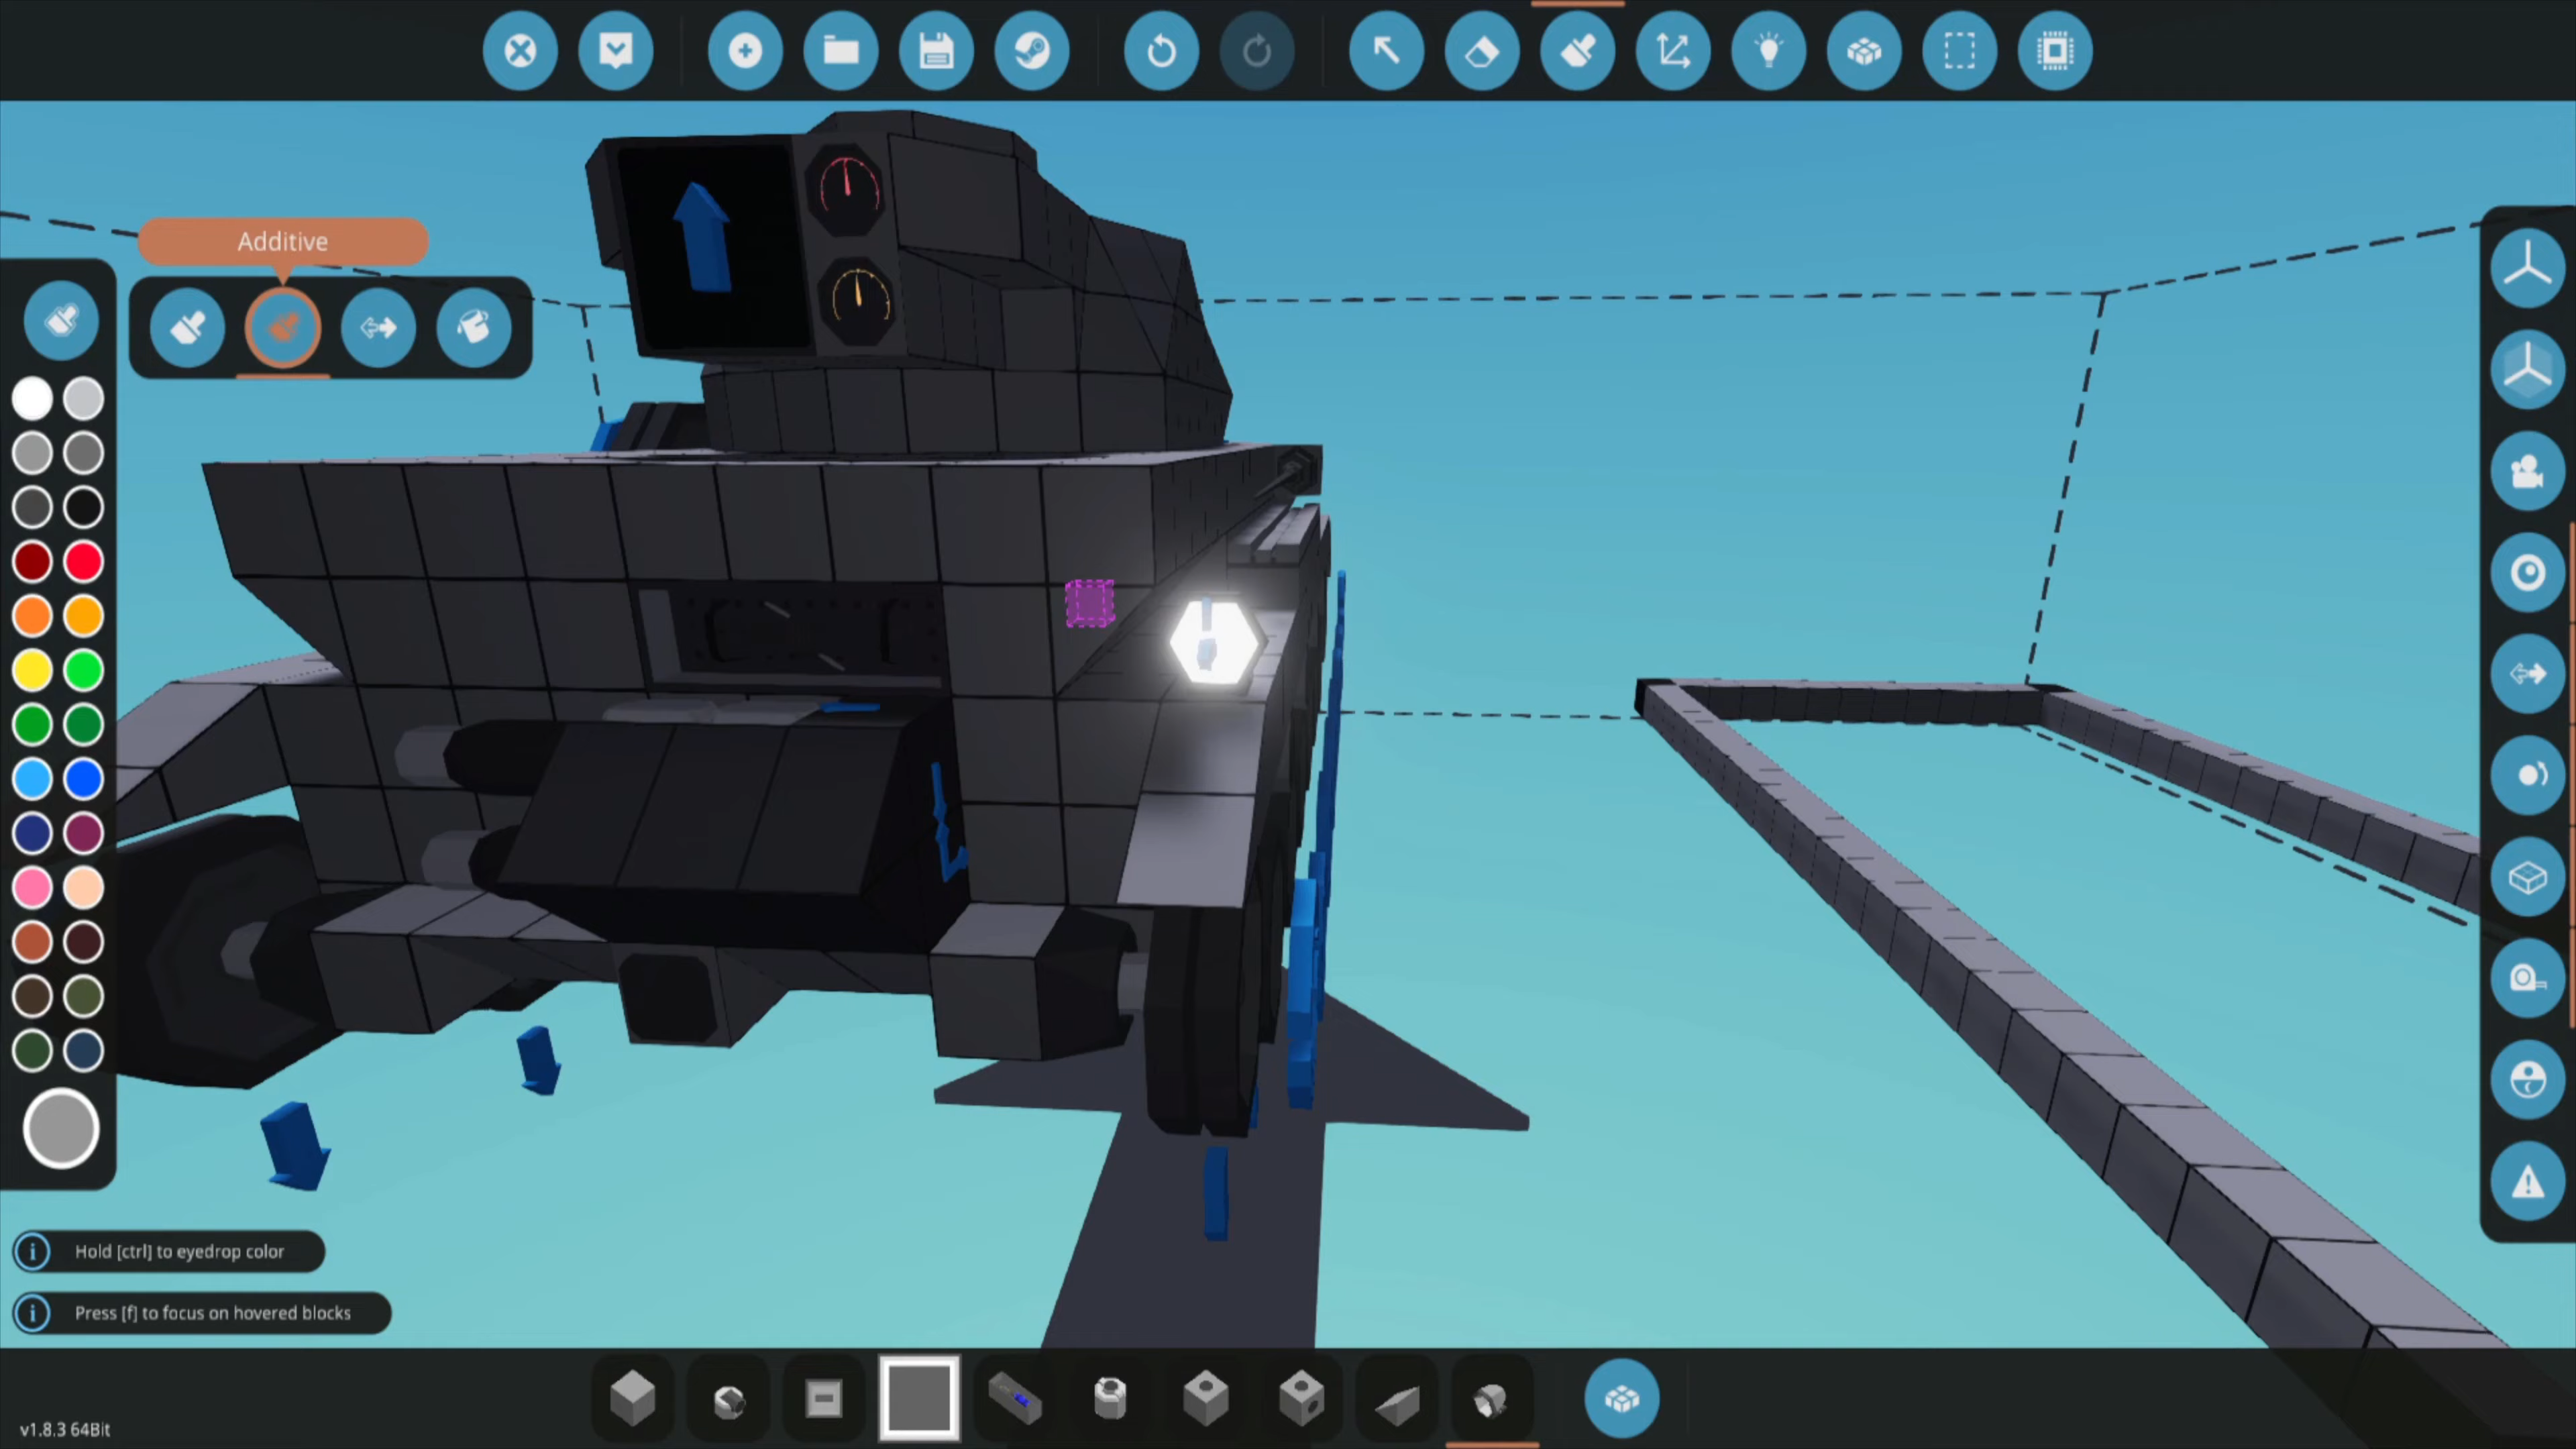 Additive
Hold [ctrl] to eyedrop color
Press [f] to focus on hovered blocks
v1.8.3 64Bit